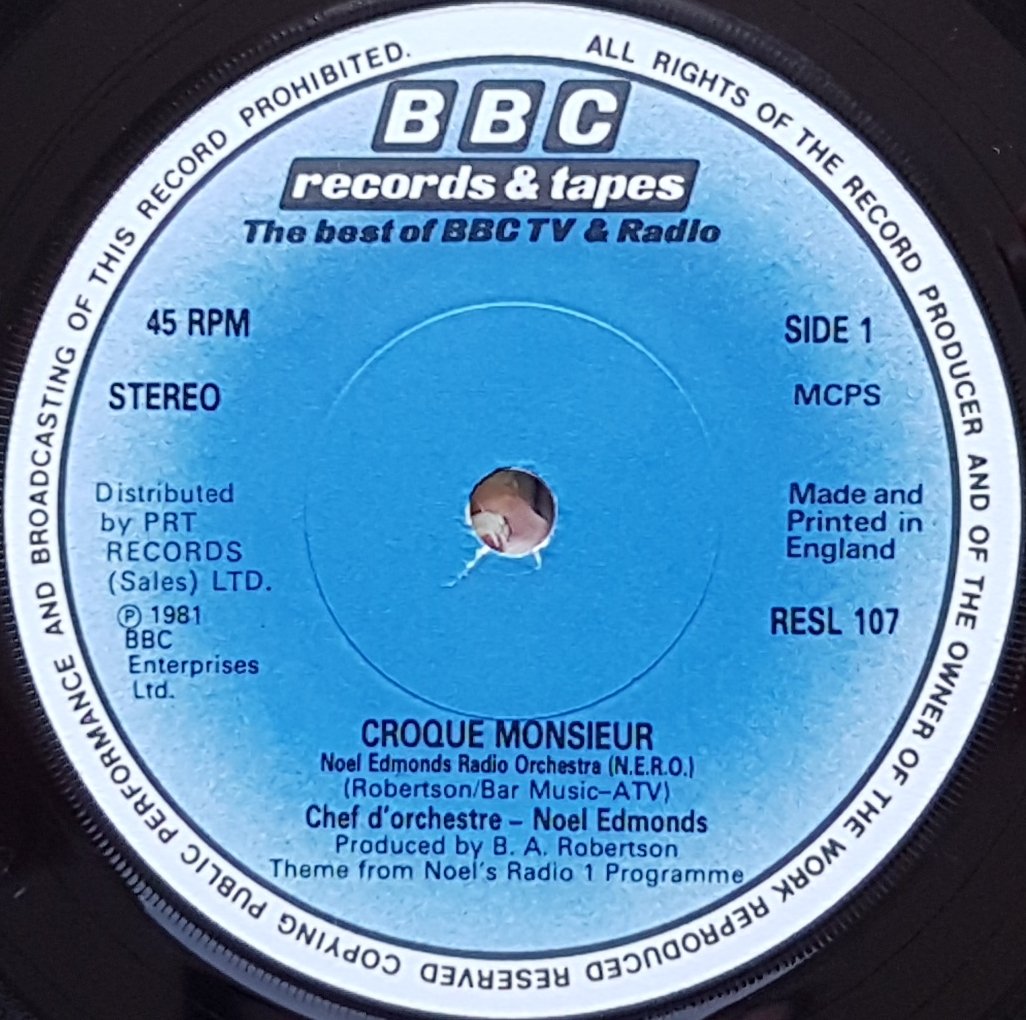 ALL RIGHTS OF THE RECORD PRODUCER AND OF THE OWNER OF THE WORK REPRODUCED RESERVED COPYING PUBLIC PERFORMANCE AND BROADCASTING OF THIS RECORD PROHIBITED.
BBC
records & tapes
The best of BBC TV & Radio
45 RPM
STEREO
Distributed
by PRT
RECORDS
(Sales) LTD.
℗ 1981
BBC
Enterprises
Ltd.
SIDE 1
MCPS
Made and
Printed in
England
RESL 107
CROQUE MONSIEUR
Noel Edmonds Radio Orchestra (N.E.R.O.)
(Robertson/Bar Music–ATV)
Chef d'orchestre – Noel Edmonds
Produced by B. A. Robertson
Theme from Noel's Radio 1 Programme